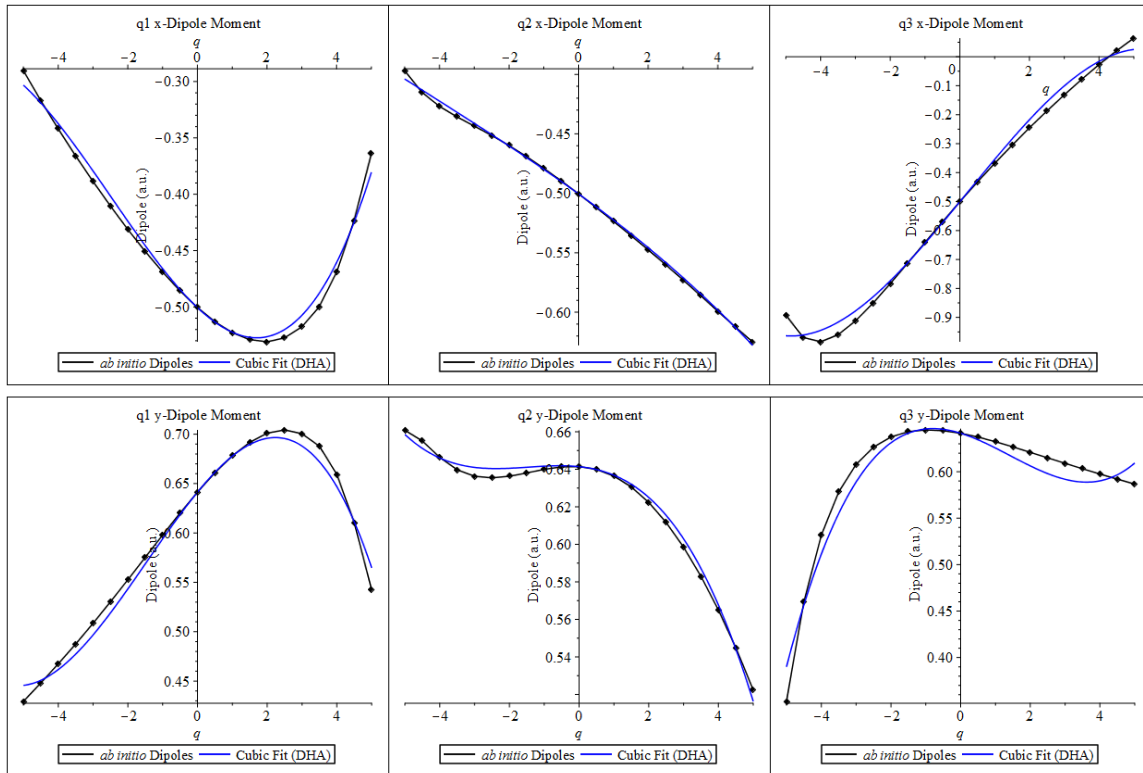 q1 x-Dipole Moment
q
−4 −2 0 2 4
−0.30
−0.35
−0.40
−0.45
−0.50
Dipole (a.u.)
ab initio Dipoles Cubic Fit (DHA)
q2 x-Dipole Moment
q
−4 −2 0 2 4
−0.45
−0.50
−0.55
−0.60
Dipole (a.u.)
ab initio Dipoles Cubic Fit (DHA)
q3 x-Dipole Moment
−4 −2 0 2 4
q
−0.1
−0.2
−0.3
−0.4
−0.5
−0.6
−0.7
−0.8
−0.9
Dipole (a.u.)
ab initio Dipoles Cubic Fit (DHA)
q1 y-Dipole Moment
0.70
0.65
0.60
0.55
0.50
0.45
Dipole (a.u.)
−4 −2 0 2 4
q
ab initio Dipoles Cubic Fit (DHA)
q2 y-Dipole Moment
0.66
0.64
0.62
0.60
0.58
0.56
0.54
Dipole (a.u.)
−4 −2 0 2 4
q
ab initio Dipoles Cubic Fit (DHA)
q3 y-Dipole Moment
0.60
0.55
0.50
0.45
0.40
Dipole (a.u.)
−4 −2 0 2 4
q
ab initio Dipoles Cubic Fit (DHA)